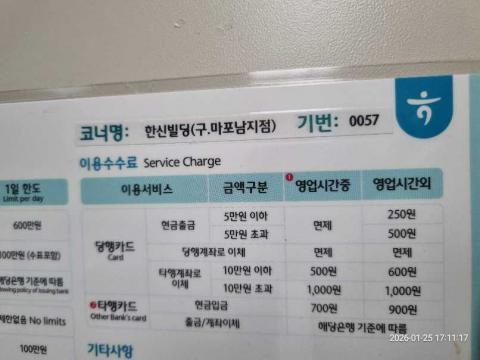 코너명: 한신빌딩(구.마포남지점) 기번: 0057
이용수수료 Service Charge
1일 한도
Limit per day
600만원
100만원 (수표포함)
해당은행 기준에 따름
Following policy of issuing bank
제한없음 No limits
100만원
이용서비스 금액구분 ❶영업시간중 영업시간외
당행카드 Card
현금출금 5만원 이하 면제 250원
5만원 초과 500원
당행계좌로 이체 면제 면제
타행계좌로 이체 10만원 이하 500원 600원
10만원 초과 1,000원 1,000원
❷타행카드
Other Bank's card
현금입금 700원 900원
출금/계좌이체 해당은행 기준에 따름
기타사항
2026-01-25 17:11:17